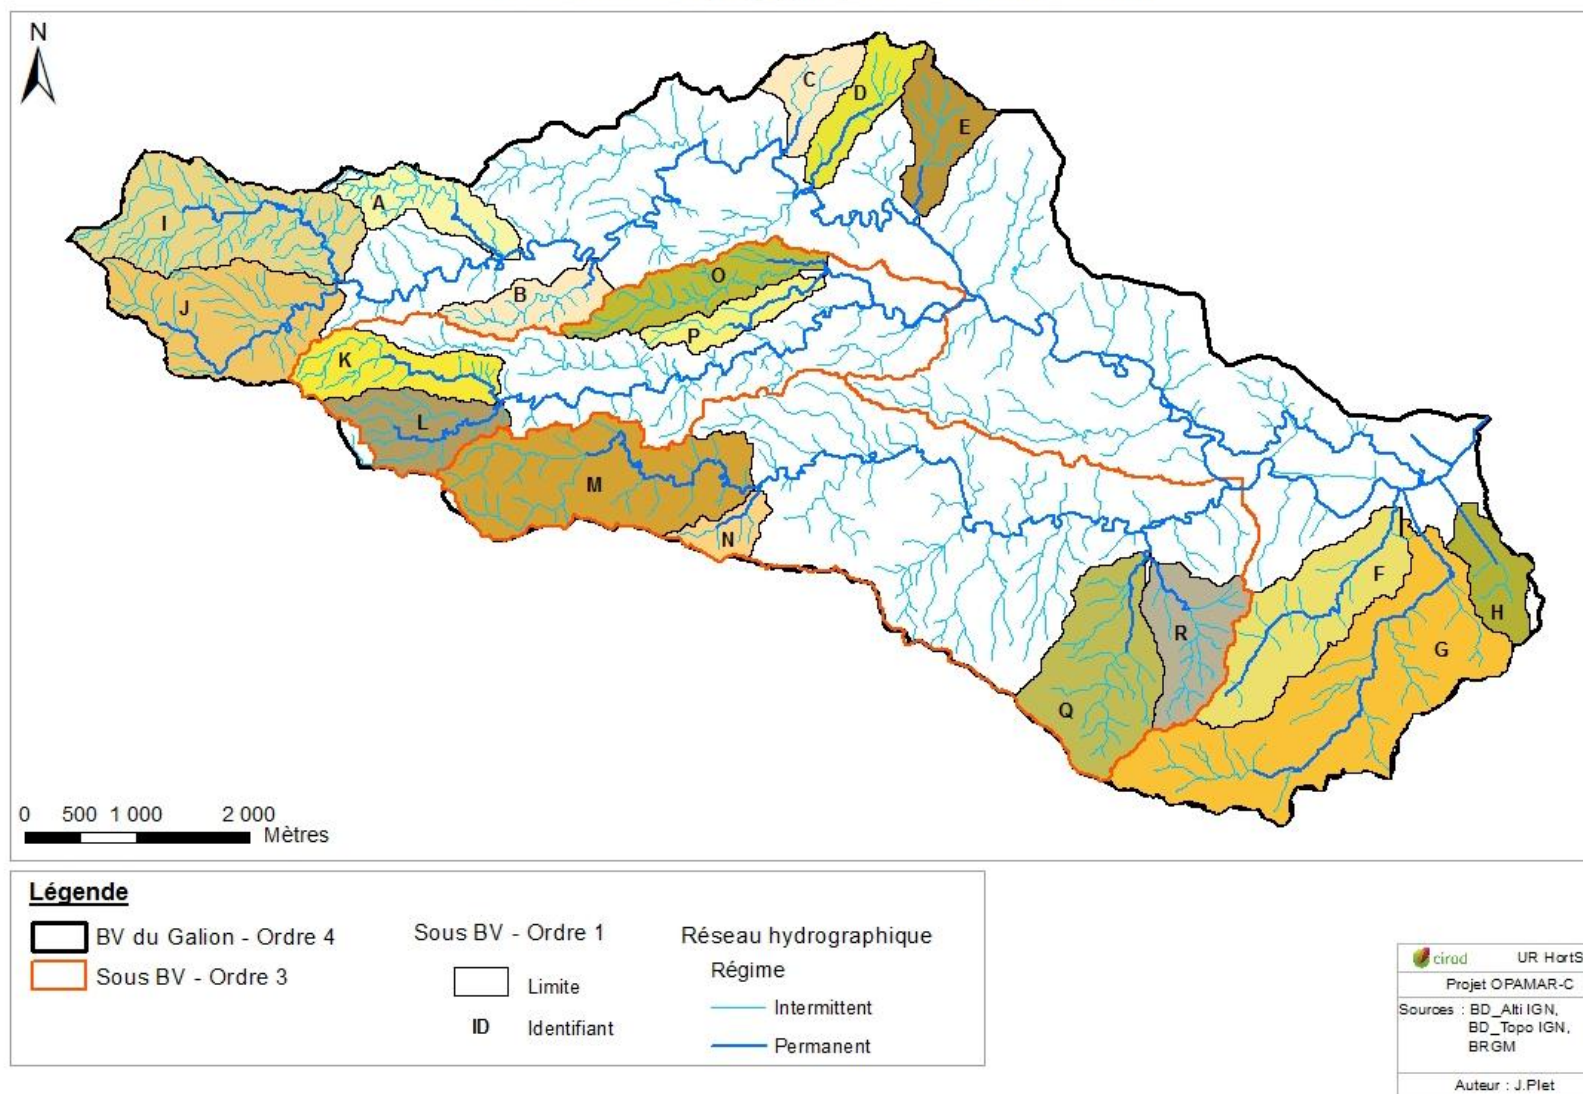 N
C
D
E
A
I
O
B
J
P
K
L
M
N
F
H
R
G
Q
0 500 1 000 2 000
Mètres
Légende
BV du Galion - Ordre 4
Sous BV - Ordre 3
Sous BV - Ordre 1
Limite
ID Identifiant
Réseau hydrographique
Régime
Intermittent
Permanent
cirad UR HortS
Projet OPAMAR-C
Sources : BD_Alti IGN,
BD_Topo IGN,
BRGM
Auteur : J.Plet